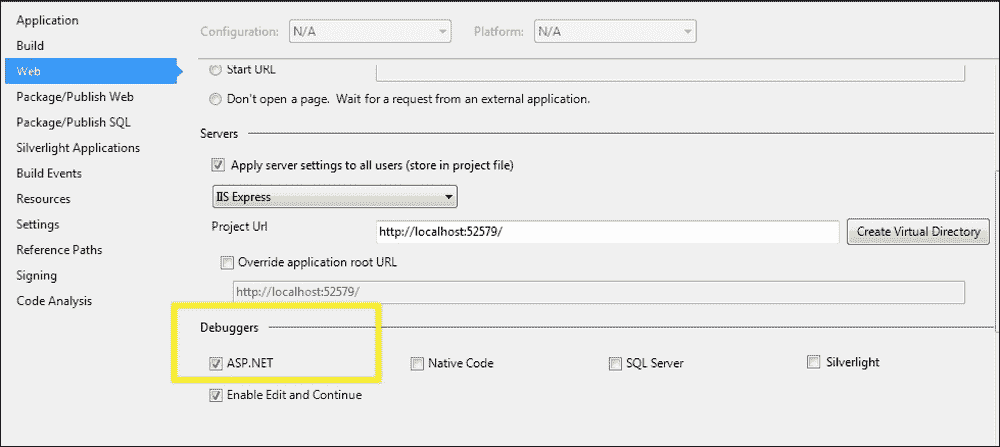 Application
Build
Web
Package/Publish Web
Package/Publish SQL
Silverlight Applications
Build Events
Resources
Settings
Reference Paths
Signing
Code Analysis
Configuration: N/A Platform: N/A
Start URL
Don't open a page. Wait for a request from an external application.
Servers
Apply server settings to all users (store in project file)
IIS Express
Project Url http://localhost:52579/ Create Virtual Directory
Override application root URL
http://localhost:52579/
Debuggers
ASP.NET Native Code SQL Server Silverlight
Enable Edit and Continue